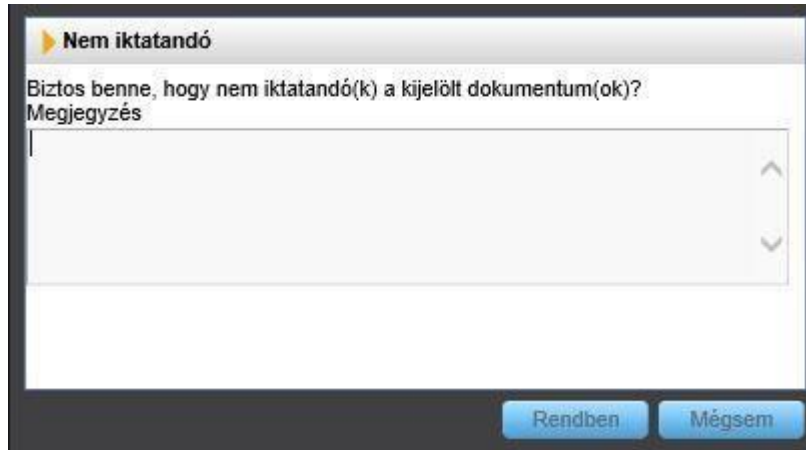 Nem iktatandó
Biztos benne, hogy nem iktatandó(k) a kijelölt dokumentum(ok)?
Megjegyzés
Rendben Mégsem